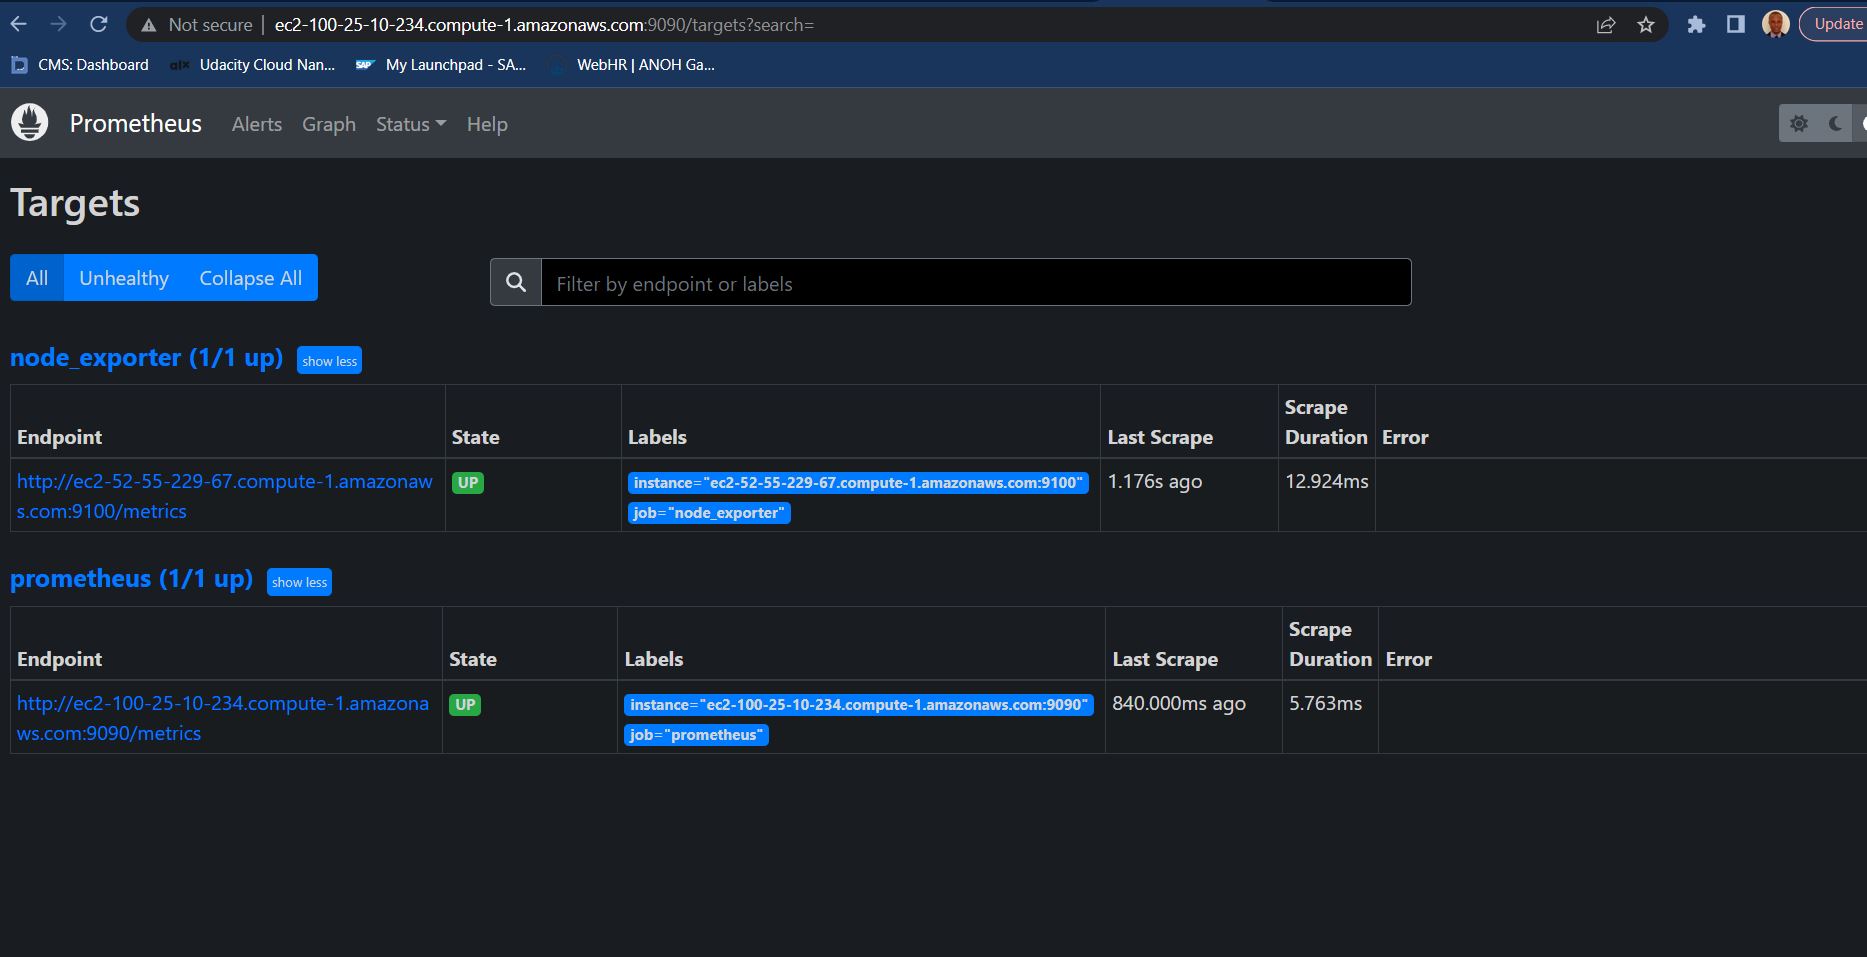 Not secure | ec2-100-25-10-234.compute-1.amazonaws.com:9090/targets?search=
Update
CMS: Dashboard
alx Udacity Cloud Nan...
SAP My Launchpad - SA...
WebHR | ANOH Ga...
Prometheus Alerts Graph Status Help
Targets
All Unhealthy Collapse All
Filter by endpoint or labels
node_exporter (1/1 up) show less
Scrape
Endpoint State Labels Last Scrape Duration Error
http://ec2-52-55-229-67.compute-1.amazonaw UP instance="ec2-52-55-229-67.compute-1.amazonaws.com:9100" 1.176s ago 12.924ms
s.com:9100/metrics job="node_exporter"
prometheus (1/1 up) show less
Scrape
Endpoint State Labels Last Scrape Duration Error
http://ec2-100-25-10-234.compute-1.amazona UP instance="ec2-100-25-10-234.compute-1.amazonaws.com:9090" 840.000ms ago 5.763ms
ws.com:9090/metrics job="prometheus"